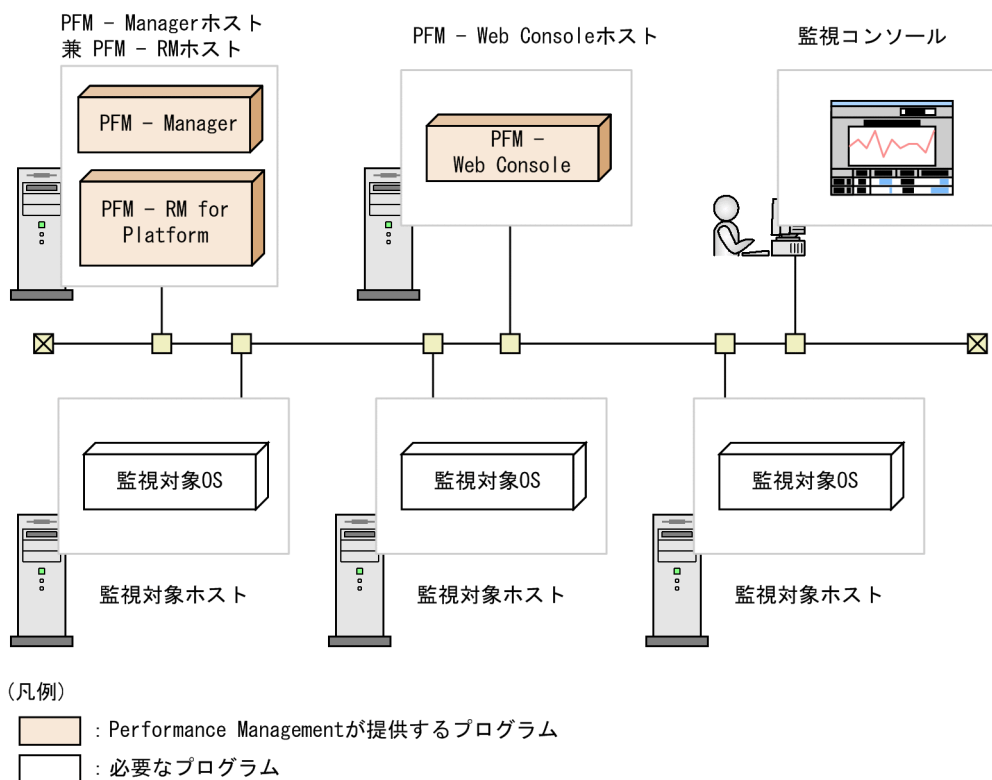 PFM － Managerホスト
兼 PFM － RMホスト
PFM － Web Consoleホスト
監視コンソール
PFM － Manager
PFM － RM for
Platform
PFM －
Web Console
監視対象OS
監視対象OS
監視対象OS
監視対象ホスト
監視対象ホスト
監視対象ホスト
(凡例)
：Performance Managementが提供するプログラム
：必要なプログラム